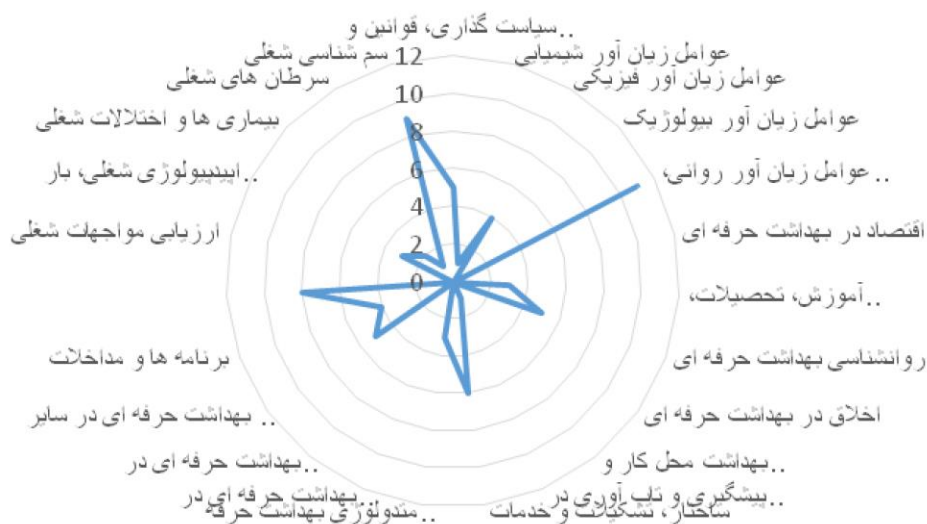 سیاست گذاری، قوانین و..
عوامل زیان آور شیمیایی
عوامل زیان آور فیزیکی
عوامل زیان آور بیولوژیک
عوامل زیان آور روانی،..
اقتصاد در بهداشت حرفه ای
آموزش، تحصیلات،..
روانشناسی بهداشت حرفه ای
اخلاق در بهداشت حرفه ای
بهداشت محل کار و..
پیشگیری و تاب آوری در..
ساختار، تشکیلات و خدمات
متدولوژی بهداشت حرفه..
بهداشت حرفه ای در..
بهداشت حرفه ای در..
بهداشت حرفه ای در سایر ..
برنامه ها و مداخلات
ارزیابی مواجهات شغلی
اپیدمیولوژی شغلی، بار..
بیماری ها و اختلالات شغلی
سرطان های شغلی
سم شناسی شغلی
12
10
8
6
4
2
0